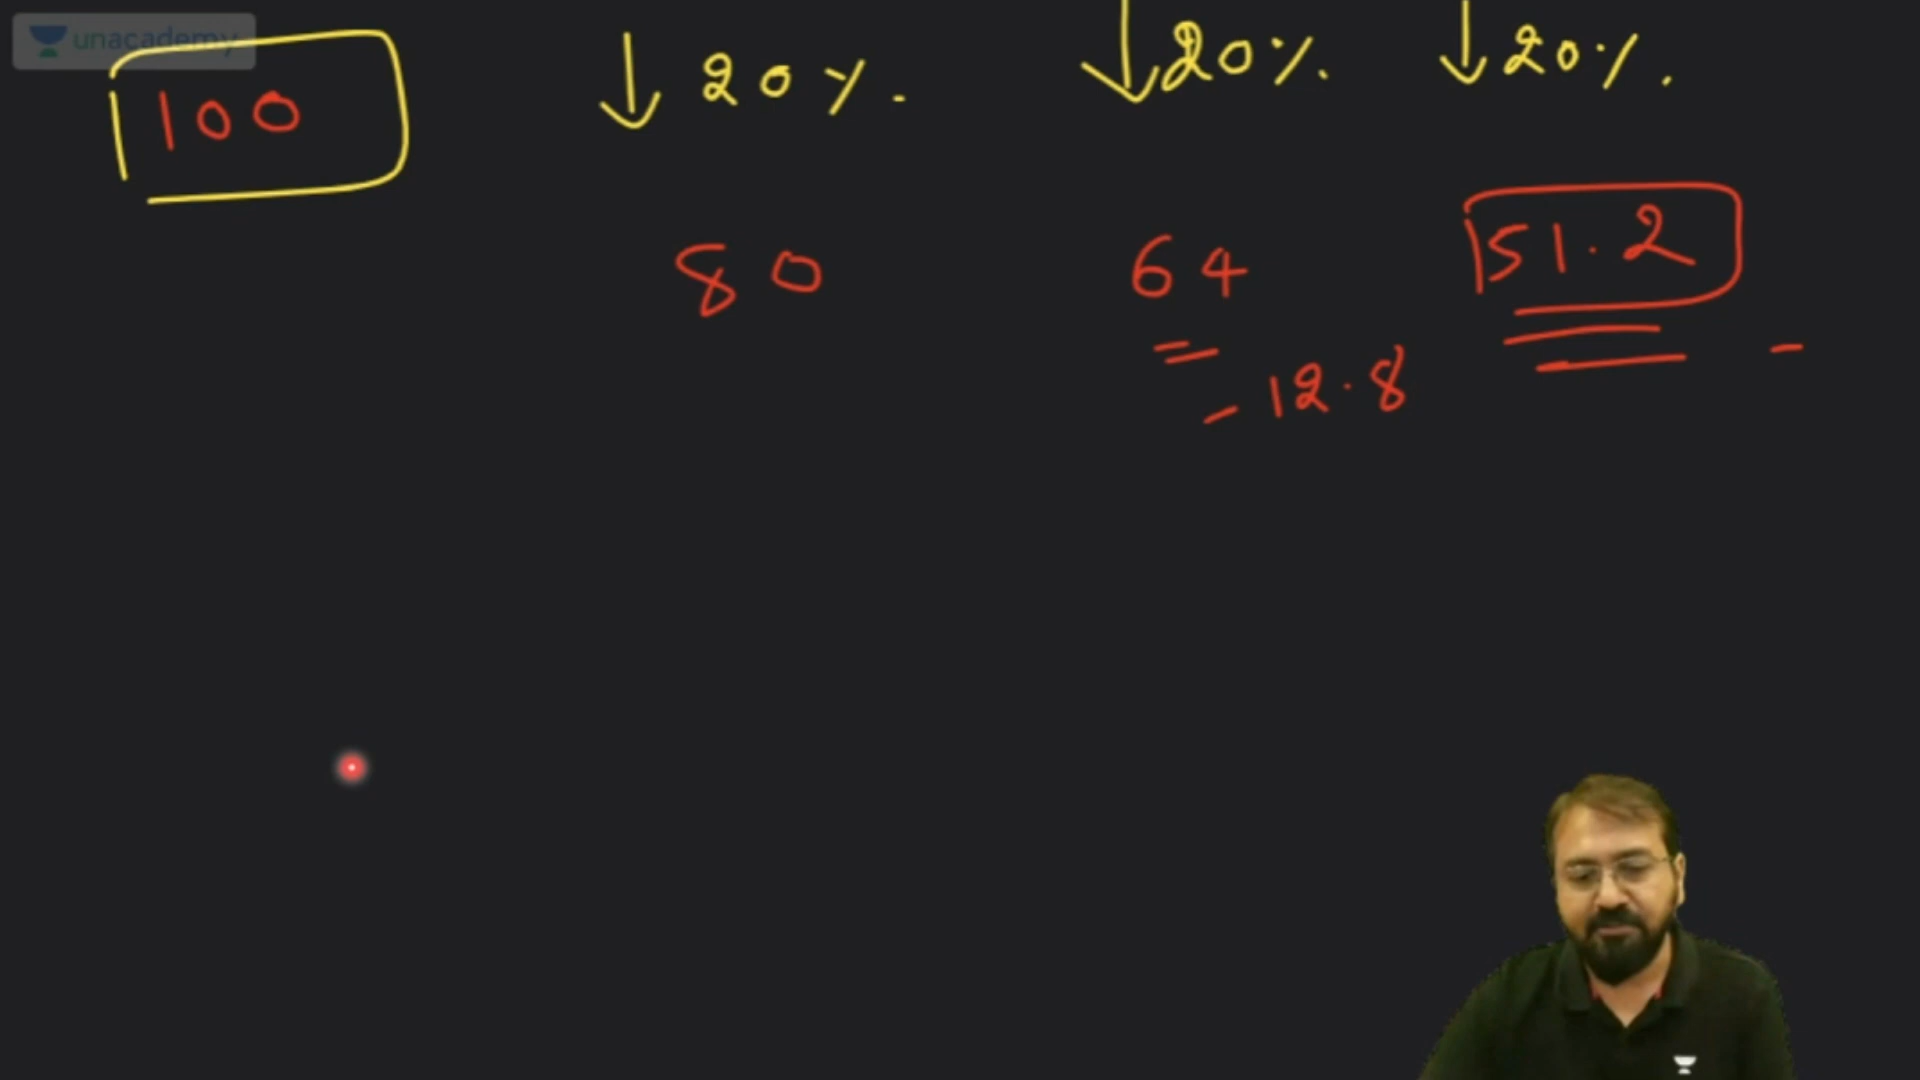 unacademy
100 ↓ 20%. ↓ 20%. ↓ 20%.
80 64 51.2
- 12.8 -